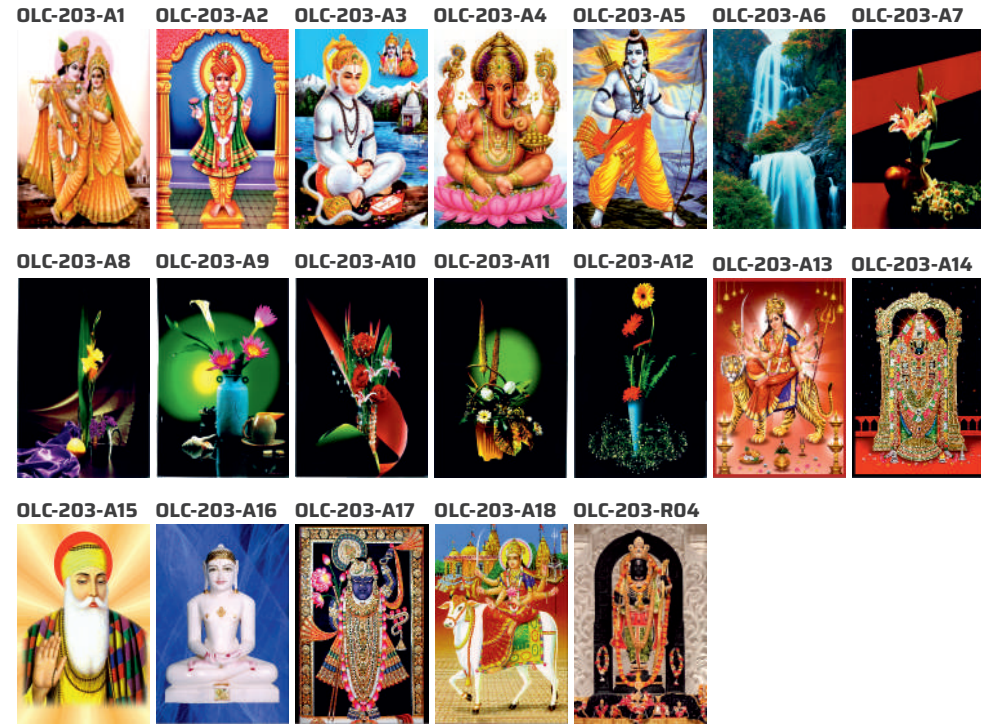 OLC-203-A1 OLC-203-A2 OLC-203-A3 OLC-203-A4 OLC-203-A5 OLC-203-A6 OLC-203-A7
OLC-203-A8 OLC-203-A9 OLC-203-A10 OLC-203-A11 OLC-203-A12 OLC-203-A13 OLC-203-A14
OLC-203-A15 OLC-203-A16 OLC-203-A17 OLC-203-A18 OLC-203-R04